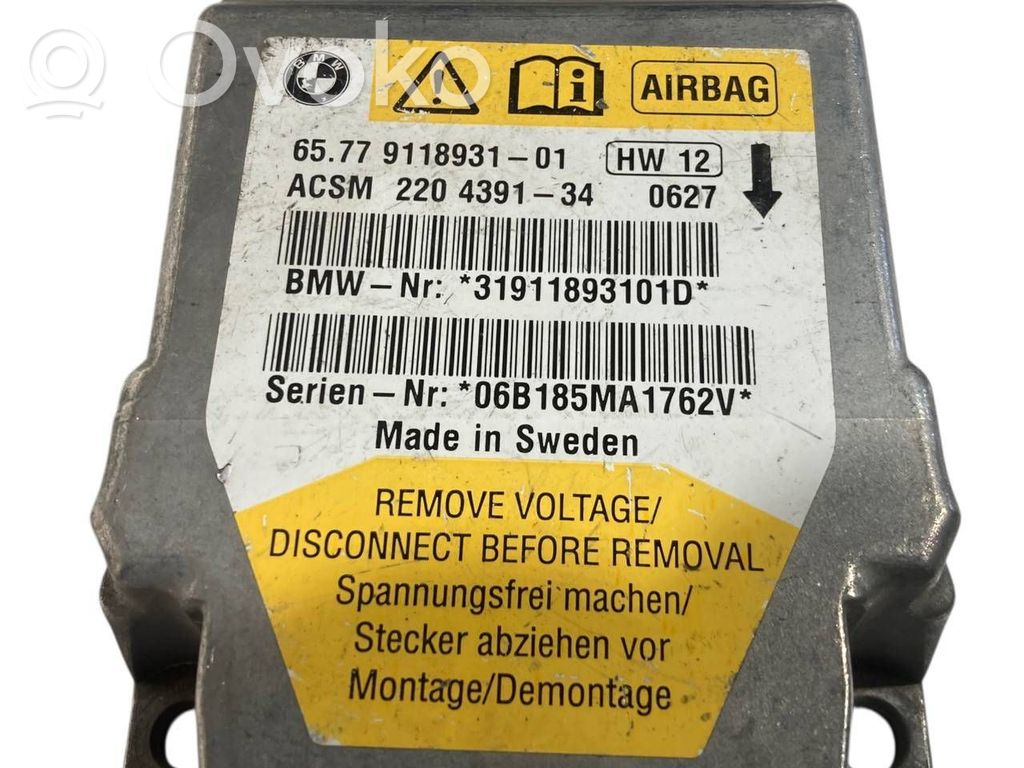 Ovoko
BMW
AIRBAG
65.77 9118931-01 HW 12
ACSM 220 4391-34 0627
BMW-Nr: *31911893101D*
Serien-Nr: *06B185MA1762V*
Made in Sweden
REMOVE VOLTAGE/
DISCONNECT BEFORE REMOVAL
Spannungsfrei machen/
Stecker abziehen vor
Montage/Demontage